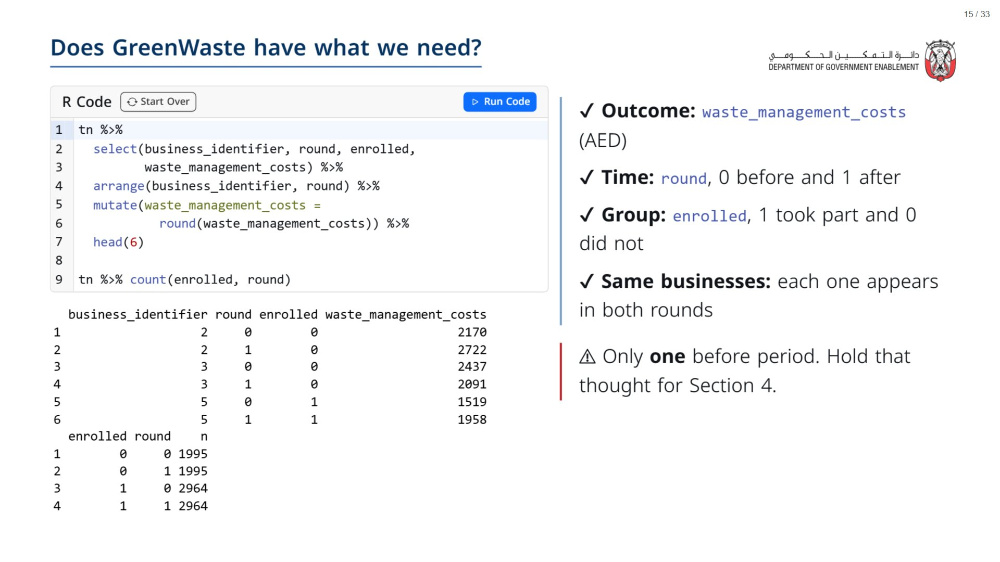 15 / 33
Does GreenWaste have what we need?
دائـــرة الـتـمـكـــــين الـحـكـــومـــي
DEPARTMENT OF GOVERNMENT ENABLEMENT
R Code
Start Over
Run Code
1 tn %>%
2   select(business_identifier, round, enrolled,
3          waste_management_costs) %>%
4   arrange(business_identifier, round) %>%
5   mutate(waste_management_costs =
6            round(waste_management_costs)) %>%
7   head(6)
8
9 tn %>% count(enrolled, round)
  business_identifier round enrolled waste_management_costs
1                   2     0        0                   2170
2                   2     1        0                   2722
3                   3     0        0                   2437
4                   3     1        0                   2091
5                   5     0        1                   1519
6                   5     1        1                   1958
  enrolled round    n
1        0     0 1995
2        0     1 1995
3        1     0 2964
4        1     1 2964
✓ Outcome: waste_management_costs
(AED)
✓ Time: round, 0 before and 1 after
✓ Group: enrolled, 1 took part and 0
did not
✓ Same businesses: each one appears
in both rounds
⚠ Only one before period. Hold that
thought for Section 4.